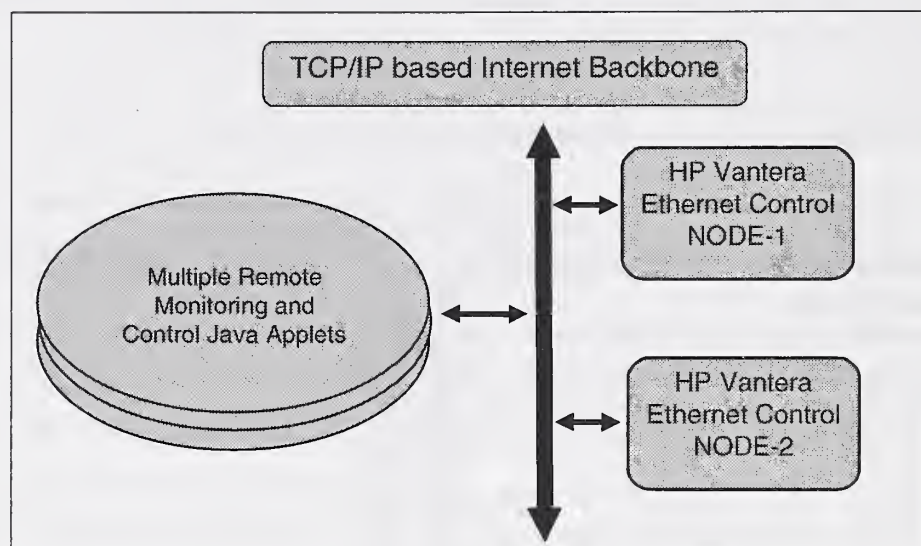 TCP/IP based Internet Backbone
HP Vantera
Ethernet Control
NODE-1
Multiple Remote
Monitoring and
Control Java Applets
HP Vantera
Ethernet Control
NODE-2